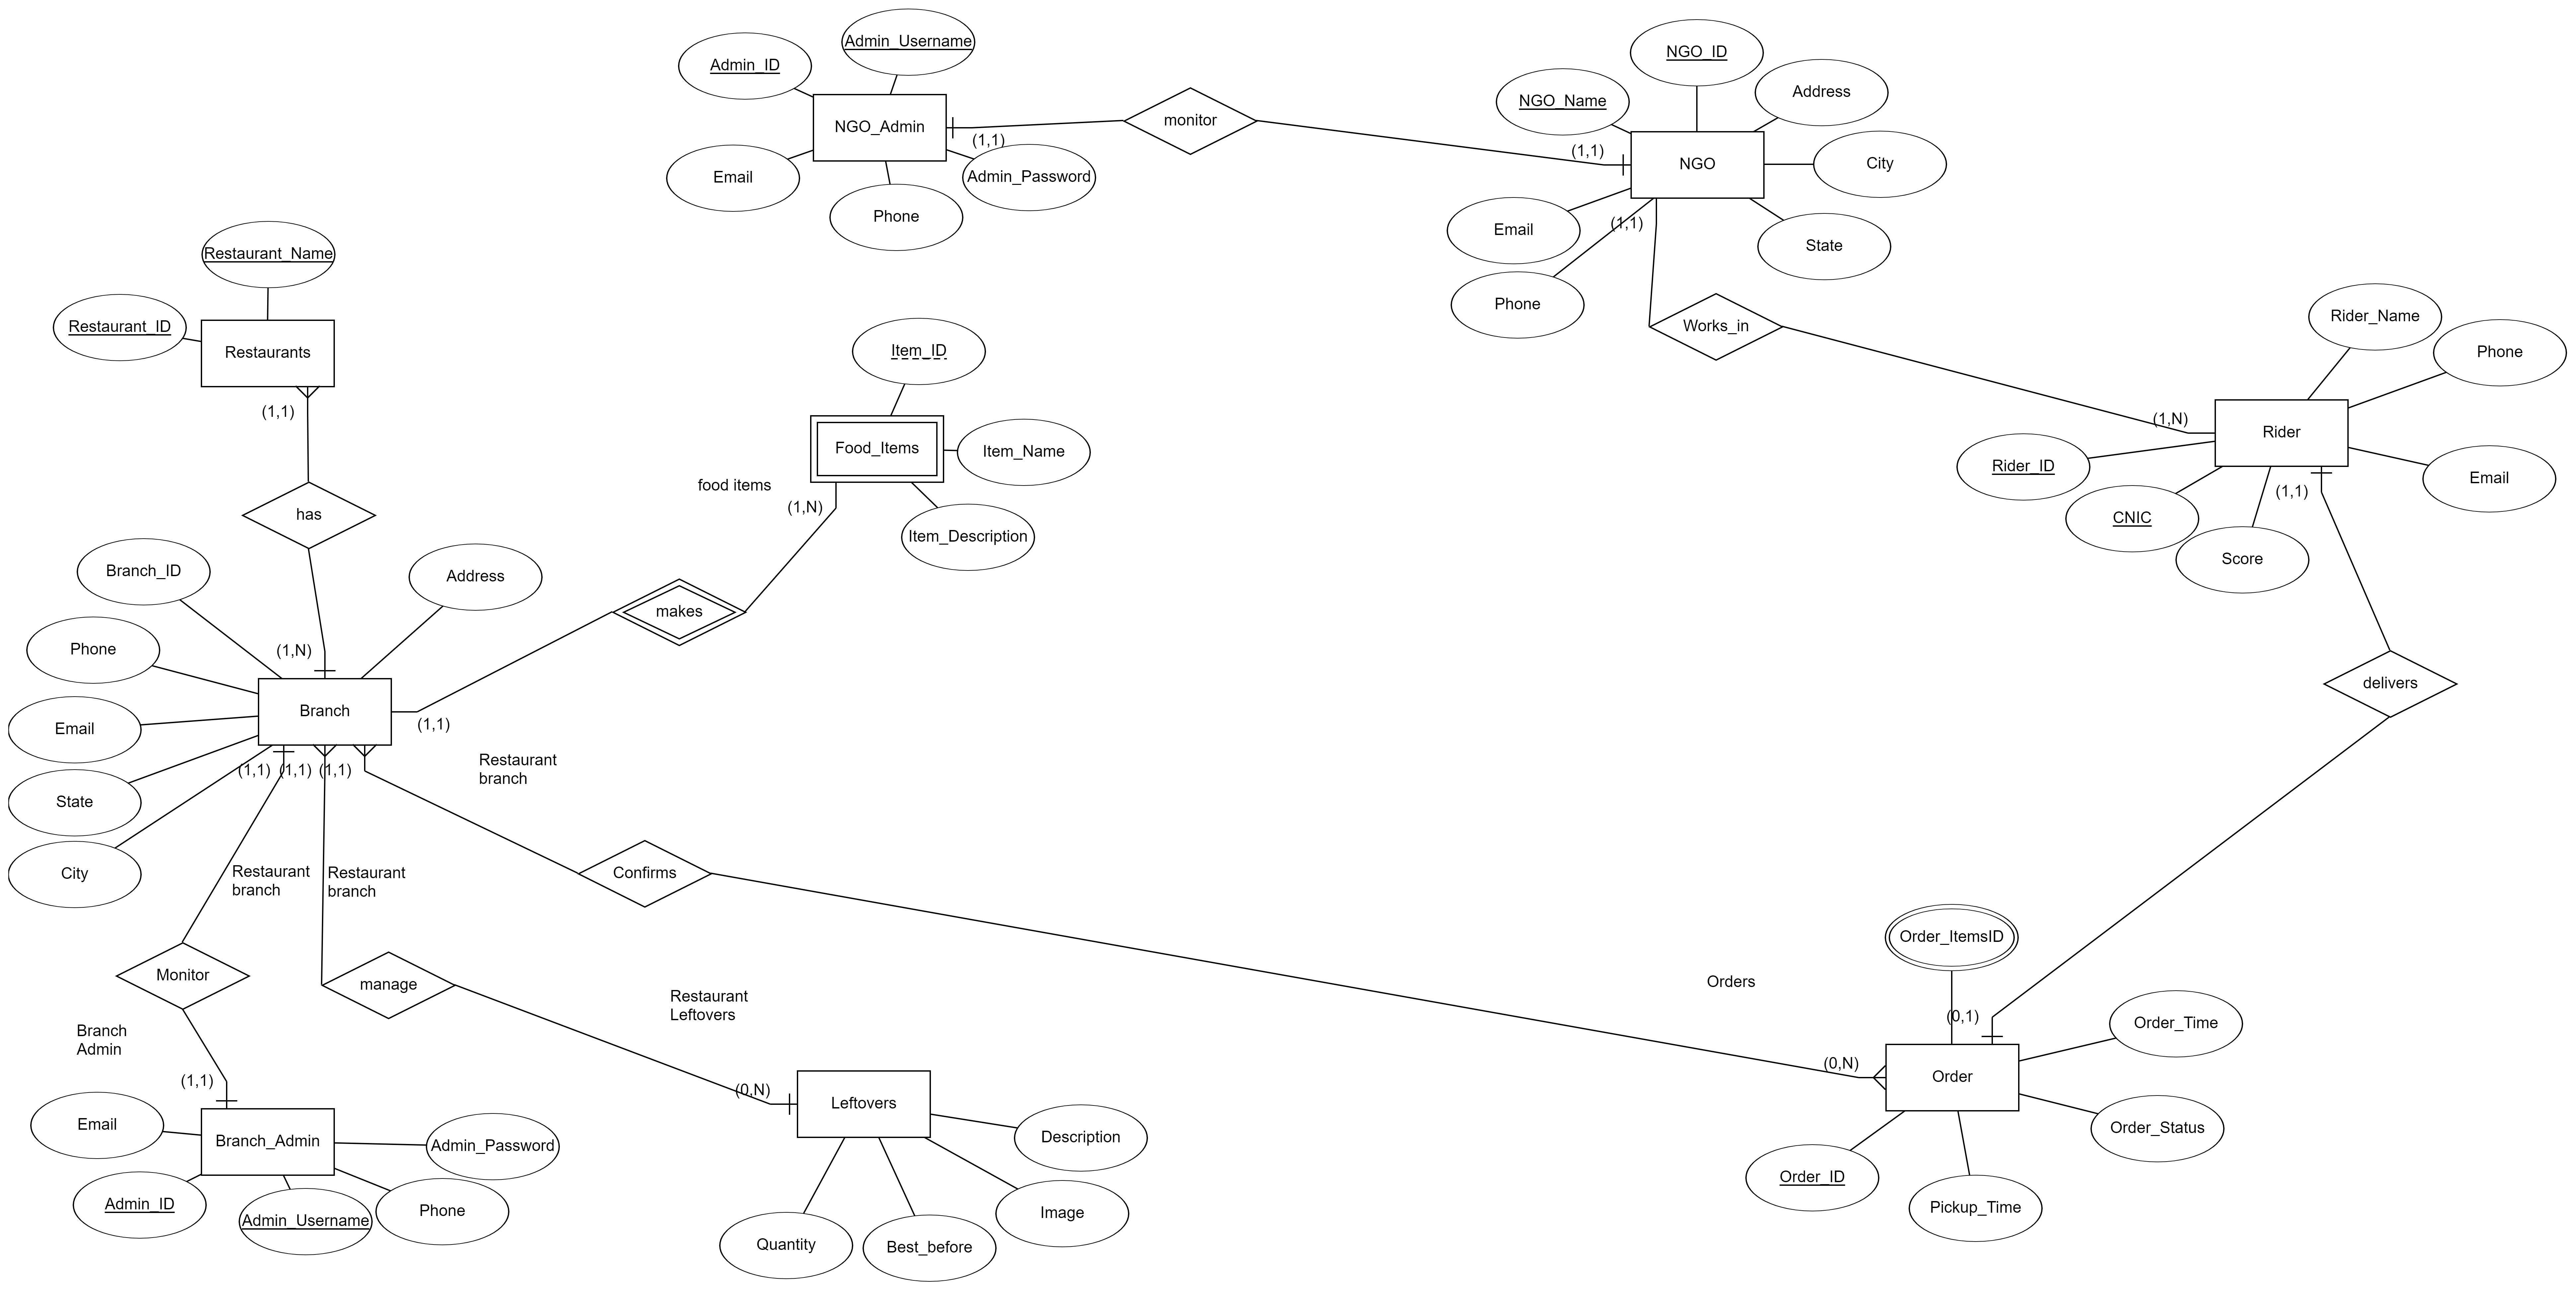 Admin_Username
Admin_ID
NGO_Admin
(1,1)
Email
Admin_Password
Phone
monitor
NGO_ID
NGO_Name
Address
(1,1)
NGO
City
Email
(1,1)
State
Phone
Restaurant_Name
Restaurant_ID
Restaurants
(1,1)
has
Item_ID
Food_Items
Item_Name
food items
(1,N)
Item_Description
Works_in
Rider_Name
Phone
(1,N)
Rider
Rider_ID
Email
(1,1)
CNIC
Score
Branch_ID
Address
makes
Phone
(1,N)
Branch
(1,1)
Email
delivers
(1,1)
(1,1)
(1,1)
Restaurant
branch
State
City
Restaurant
branch
Restaurant
branch
Confirms
Monitor
manage
Order_ItemsID
Orders
Restaurant
Leftovers
(0,1)
Order_Time
Branch
Admin
(0,N)
Order
(1,1)
(0,N)
Leftovers
Email
Branch_Admin
Admin_Password
Description
Order_Status
Admin_ID
Admin_Username
Phone
Image
Order_ID
Pickup_Time
Quantity
Best_before